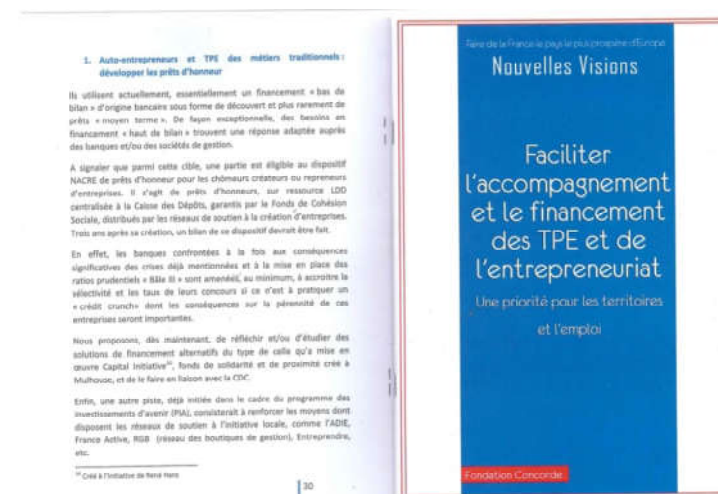 1. Auto-entrepreneurs et TPE des métiers traditionnels :
développer les prêts d'honneur
Ils utilisent actuellement, essentiellement un financement « bas de
bilan » d'origine bancaire sous forme de découvert et plus rarement de
prêts « moyen terme ». De façon exceptionnelle, des besoins en
financement « haut de bilan » trouvent une réponse adaptée auprès
des banques et/ou des sociétés de gestion.
A signaler que parmi cette cible, une partie est éligible au dispositif
NACRE de prêts d'honneur pour les chômeurs créateurs ou repreneurs
d'entreprises. Il s'agit de prêts d'honneurs, sur ressource LDD
centralisée à la Caisse des Dépôts, garantis par le Fonds de Cohésion
Sociale, distribués par les réseaux de soutien à la création d'entreprises.
Trois ans après sa création, un bilan de ce dispositif devrait être fait.
En effet, les banques confrontées à la fois aux conséquences
significatives des crises déjà mentionnées et à la mise en place des
ratios prudentiels « Bâle III » sont amenées, au minimum, à accroître la
sélectivité et les taux de leurs concours si ce n'est à pratiquer un
« crédit crunch» dont les conséquences sur la pérennité de ces
entreprises seront importantes.
Nous proposons, dès maintenant, de réfléchir et/ou d'étudier des
solutions de financement alternatifs du type de celle qu'a mise en
œuvre Capital Initiative, fonds de solidarité et de proximité créé à
Mulhouse, et de le faire en liaison avec la CDC.
Enfin, une autre piste, déjà initiée dans le cadre du programme des
investissements d'avenir (PIA), consisterait à renforcer les moyens dont
disposent les réseaux de soutien à l'initiative locale, comme l'ADIE,
France Active, RGB (réseau des boutiques de gestion), Entreprendre,
etc.
Créé à l'initiative de René Hans
30
Faire de la France le pays le plus prospère d'Europe
Nouvelles Visions
Faciliter
l'accompagnement
et le financement
des TPE et de
l'entrepreneuriat
Une priorité pour les territoires
et l'emploi
Fondation Concorde